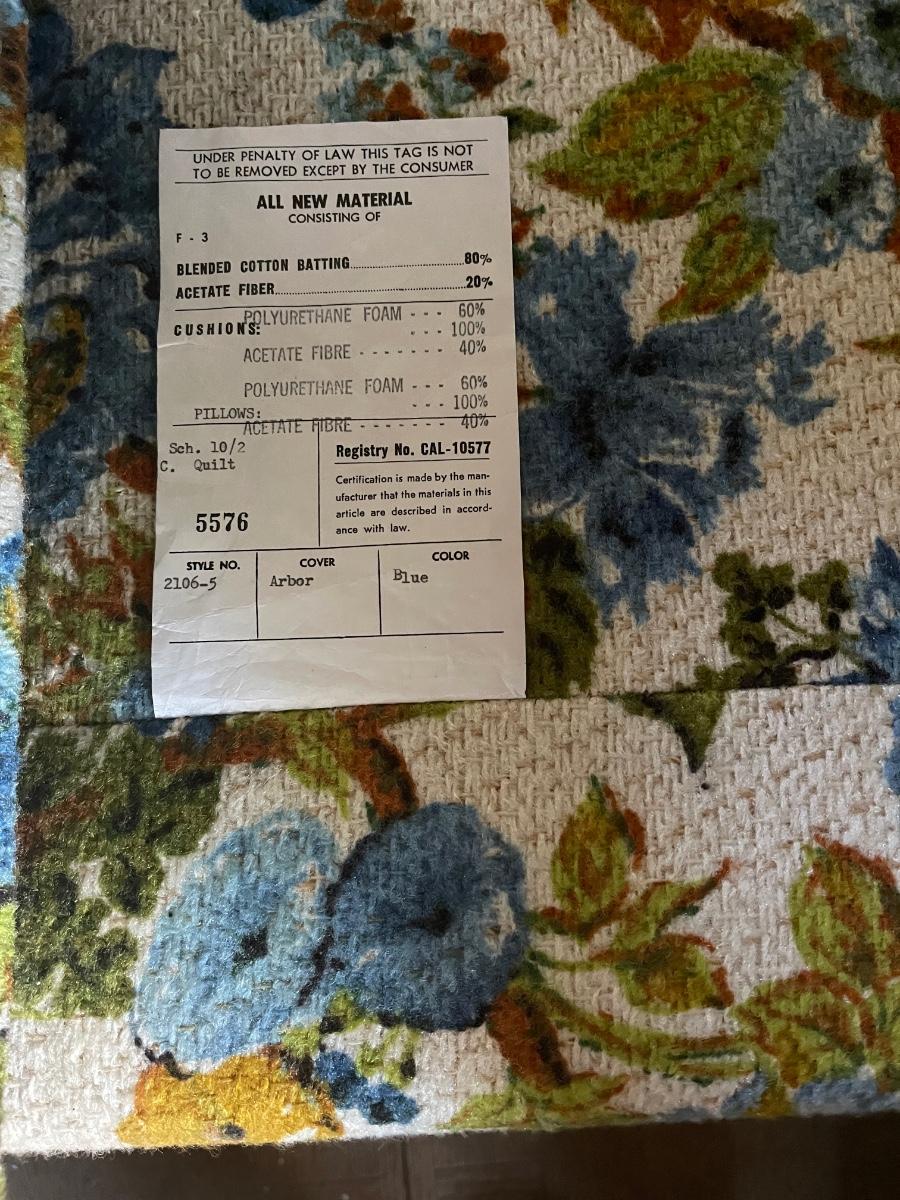 UNDER PENALTY OF LAW THIS TAG IS NOT
TO BE REMOVED EXCEPT BY THE CONSUMER
ALL NEW MATERIAL
CONSISTING OF
F - 3
BLENDED COTTON BATTING........................80%
ACETATE FIBER........................20%
POLYURETHANE FOAM - - - 60%
CUSHIONS: - - - 100%
ACETATE FIBRE - - - - - - - 40%
POLYURETHANE FOAM - - - 60%
- - - 100%
PILLOWS:
ACETATE FIBRE - - - - - - - 40%
Sch. 10/2
C. Quilt
5576
Registry No. CAL-10577
Certification is made by the man-
ufacturer that the materials in this
article are described in accord-
ance with law.
STYLE NO. COVER COLOR
2106-5 Arbor Blue